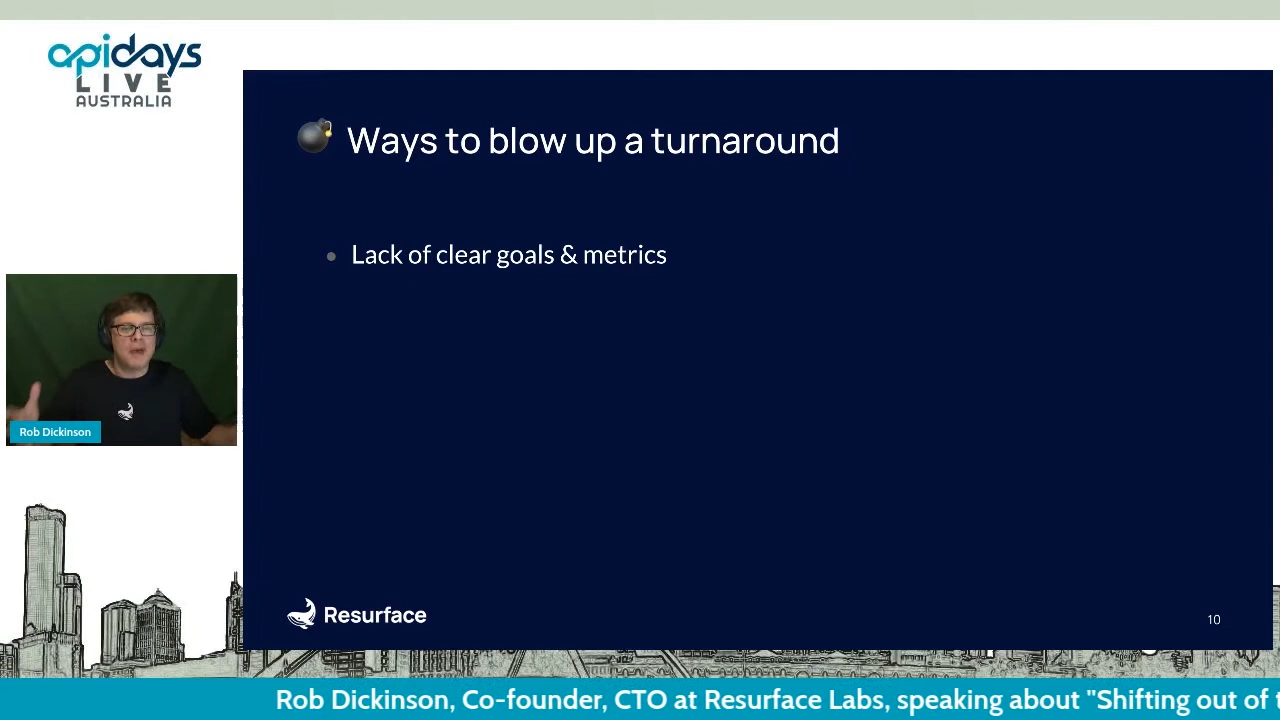 apidays
LIVE
AUSTRALIA
Ways to blow up a turnaround
Lack of clear goals & metrics
Rob Dickinson
Resurface
10
Rob Dickinson, Co-founder, CTO at Resurface Labs, speaking about "Shifting out of